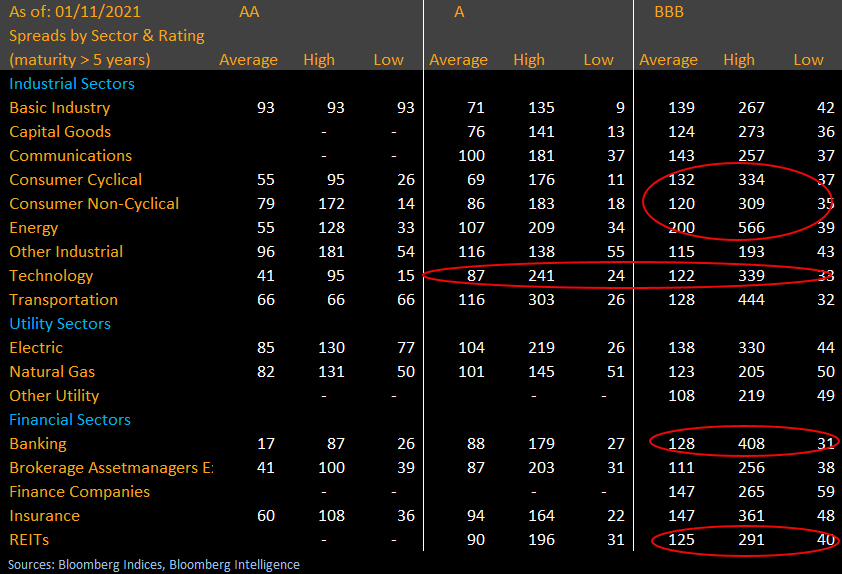 As of: 01/11/2021 AA A BBB
Spreads by Sector & Rating
(maturity > 5 years) Average High Low Average High Low Average High Low
Industrial Sectors
Basic Industry 93 93 93 71 135 9 139 267 42
Capital Goods - - 76 141 13 124 273 36
Communications - - 100 181 37 143 257 37
Consumer Cyclical 55 95 26 69 176 11 132 334 37
Consumer Non-Cyclical 79 172 14 86 183 18 120 309 35
Energy 55 128 33 107 209 34 200 566 39
Other Industrial 96 181 54 116 138 55 115 193 43
Technology 41 95 15 87 241 24 122 339 33
Transportation 66 66 66 116 303 26 128 444 32
Utility Sectors
Electric 85 130 77 104 219 26 138 330 44
Natural Gas 82 131 50 101 145 51 123 205 50
Other Utility - - - - 108 219 49
Financial Sectors
Banking 17 87 26 88 179 27 128 408 31
Brokerage Assetmanagers E: 41 100 39 87 203 31 111 256 38
Finance Companies - - - - 147 265 59
Insurance 60 108 36 94 164 22 147 361 48
REITs - - 90 196 31 125 291 40
Sources: Bloomberg Indices, Bloomberg Intelligence